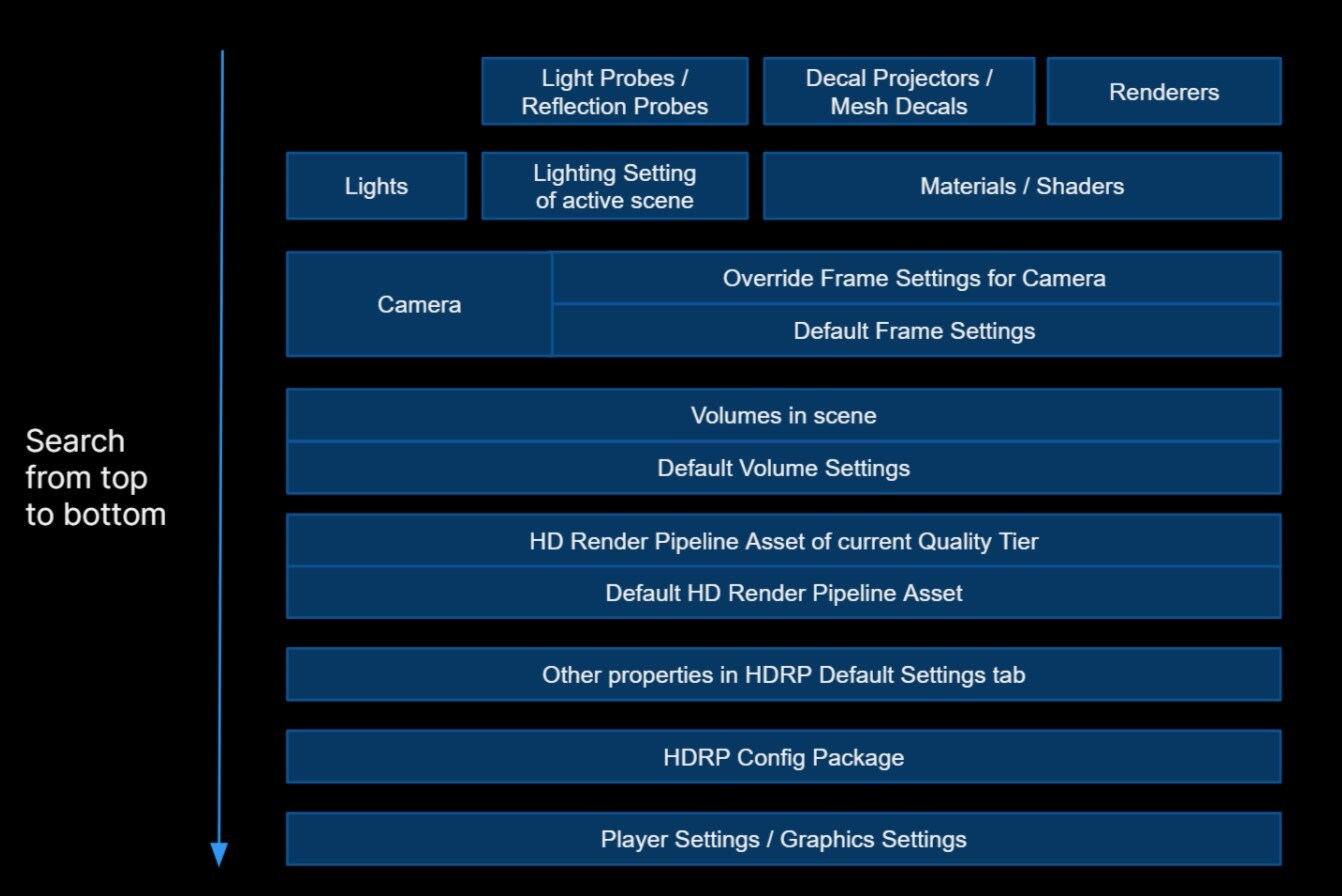 Light Probes /
Reflection Probes
Decal Projectors /
Mesh Decals
Renderers
Lights
Lighting Setting
of active scene
Materials / Shaders
Camera
Override Frame Settings for Camera
Default Frame Settings
Volumes in scene
Default Volume Settings
Search
from top
to bottom
HD Render Pipeline Asset of current Quality Tier
Default HD Render Pipeline Asset
Other properties in HDRP Default Settings tab
HDRP Config Package
Player Settings / Graphics Settings